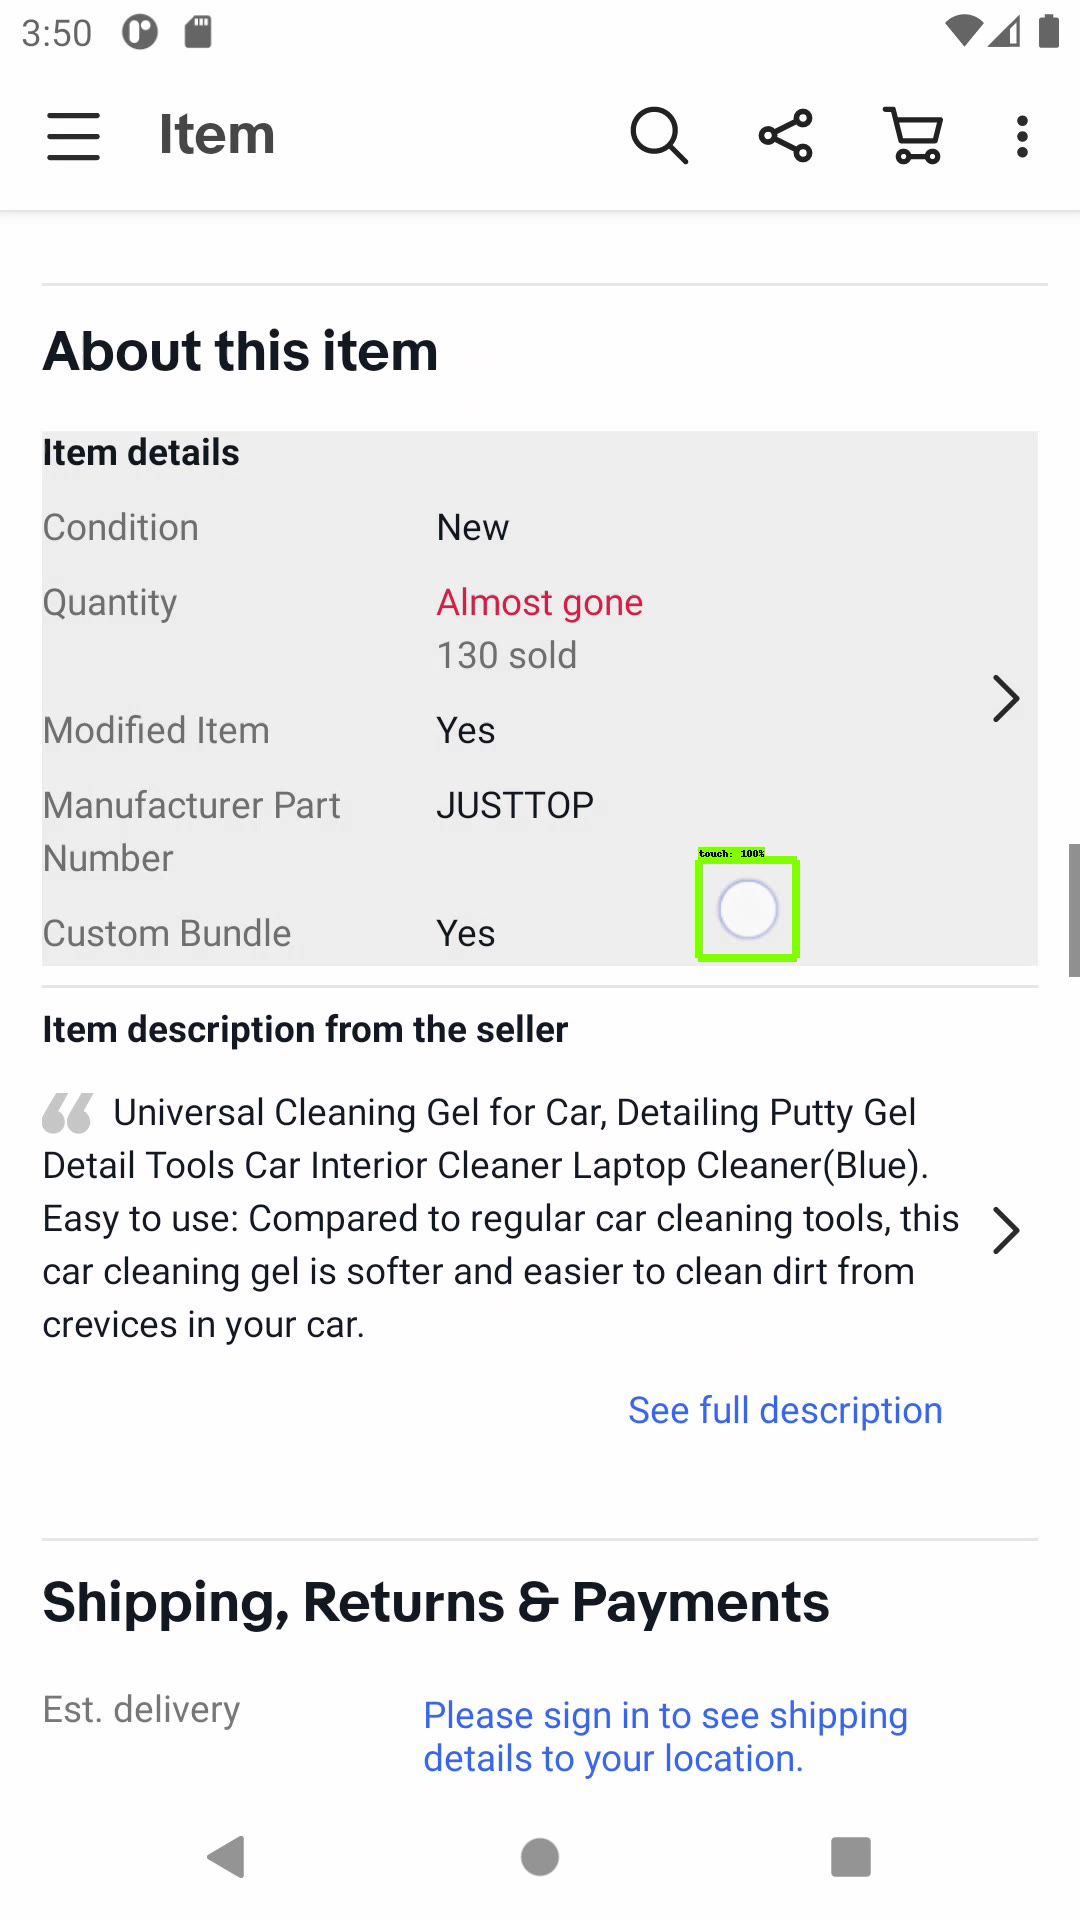 3:50
Item
About this item
Item details
Condition New
Quantity Almost gone
130 sold
Modified Item Yes
Manufacturer Part JUSTTOP
Number
touch: 100%
Custom Bundle Yes
Item description from the seller
“ Universal Cleaning Gel for Car, Detailing Putty Gel
Detail Tools Car Interior Cleaner Laptop Cleaner(Blue).
Easy to use: Compared to regular car cleaning tools, this
car cleaning gel is softer and easier to clean dirt from
crevices in your car.
See full description
Shipping, Returns & Payments
Est. delivery Please sign in to see shipping
details to your location.